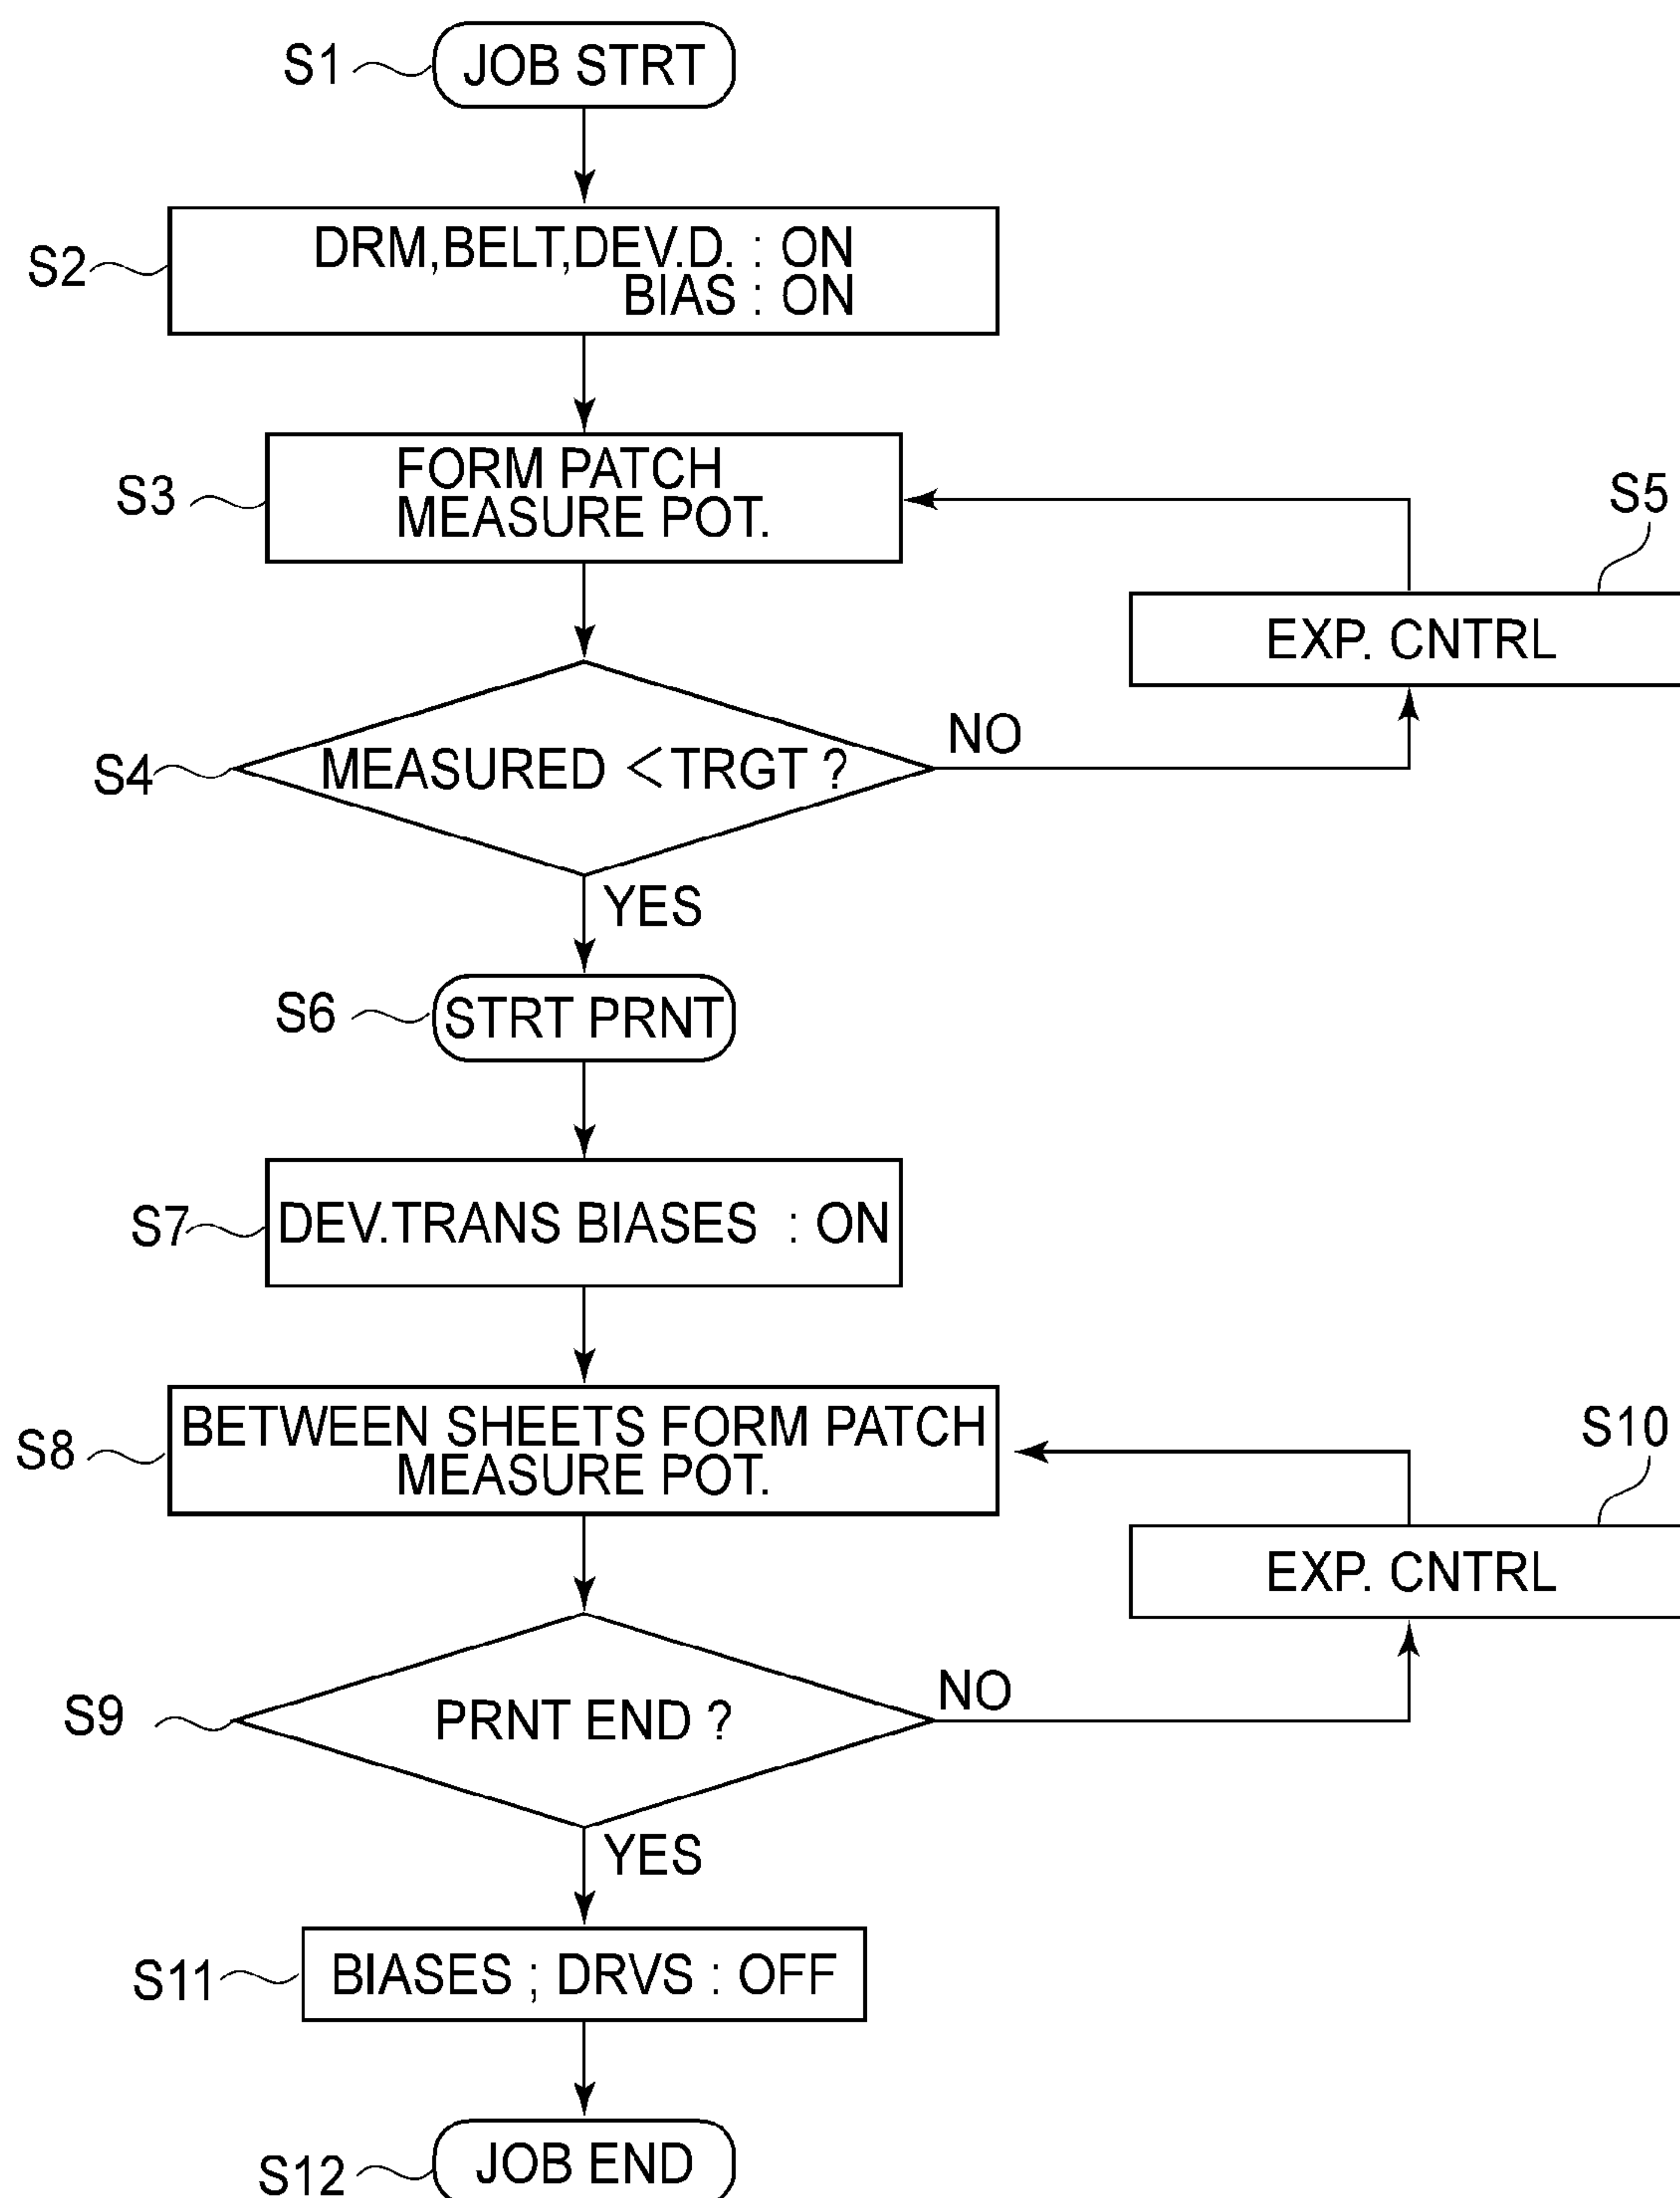 S1
JOB STRT
S2
DRM,BELT,DEV.D. : ON
BIAS : ON
S3
FORM PATCH
MEASURE POT.
S5
EXP. CNTRL
S4
MEASURED <TRGT ?
NO
YES
S6
STRT PRNT
S7
DEV.TRANS BIASES : ON
S8
BETWEEN SHEETS FORM PATCH
MEASURE POT.
S10
EXP. CNTRL
S9
PRNT END ?
NO
YES
S11
BIASES ; DRVS : OFF
S12
JOB END